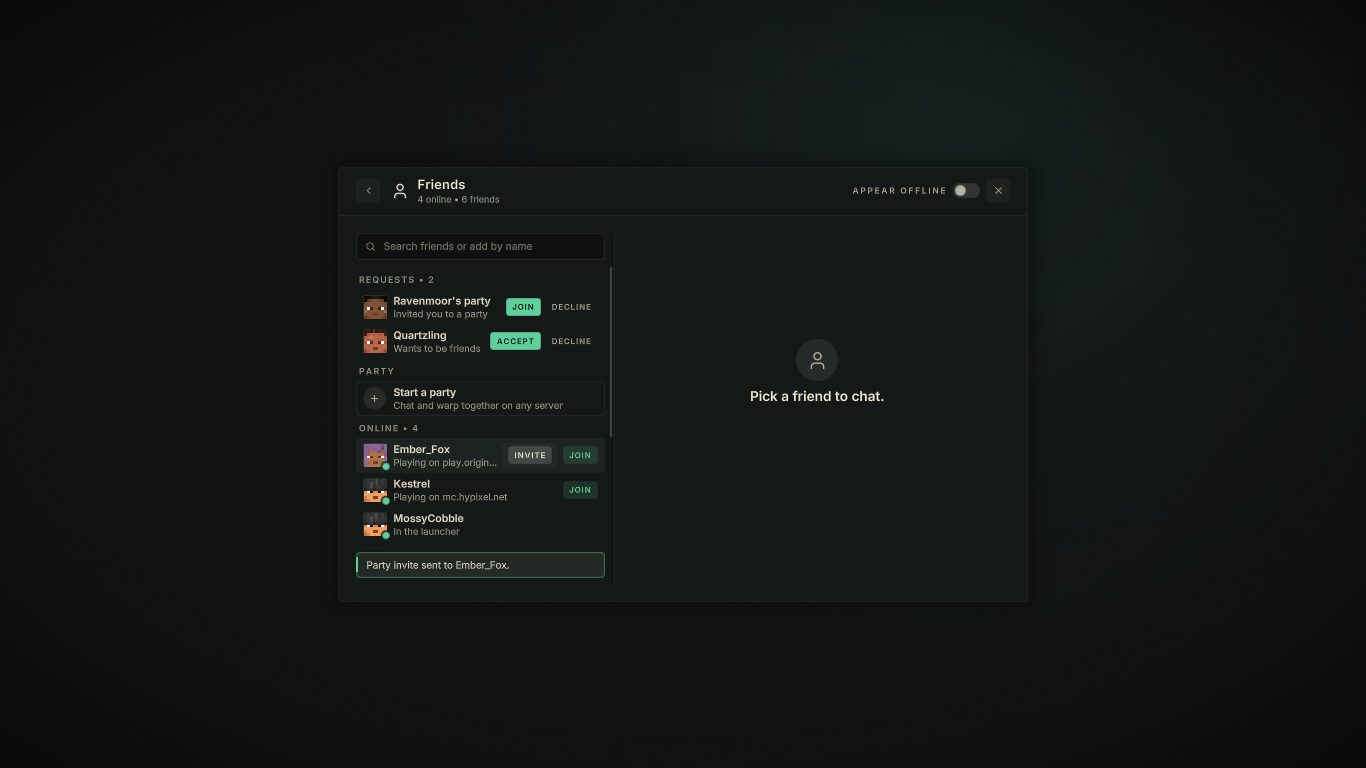 Friends
4 online • 6 friends
APPEAR OFFLINE
Search friends or add by name
REQUESTS • 2
Ravenmoor's party
Invited you to a party
JOIN
DECLINE
Quartzling
Wants to be friends
ACCEPT
DECLINE
PARTY
Start a party
Chat and warp together on any server
ONLINE • 4
Ember_Fox
Playing on play.origin...
INVITE
JOIN
Kestrel
Playing on mc.hypixel.net
JOIN
MossyCobble
In the launcher
Party invite sent to Ember_Fox.
Pick a friend to chat.